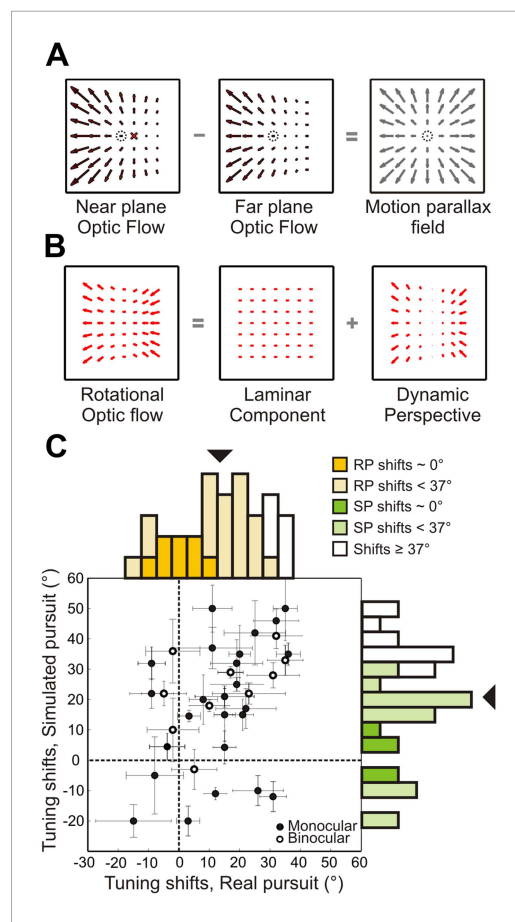 A
−
=
Near plane
Optic Flow
Far plane
Optic Flow
Motion parallax
field
B
=
+
Rotational
Optic flow
Laminar
Component
Dynamic
Perspective
C
RP shifts ~ 0°
RP shifts < 37°
SP shifts ~ 0°
SP shifts < 37°
Shifts ≥ 37°
Tuning shifts, Simulated pursuit (°)
60
50
40
30
20
10
0
-10
-20
Monocular
Binocular
-30 -20 -10 0 10 20 30 40 50 60
Tuning shifts, Real pursuit (°)